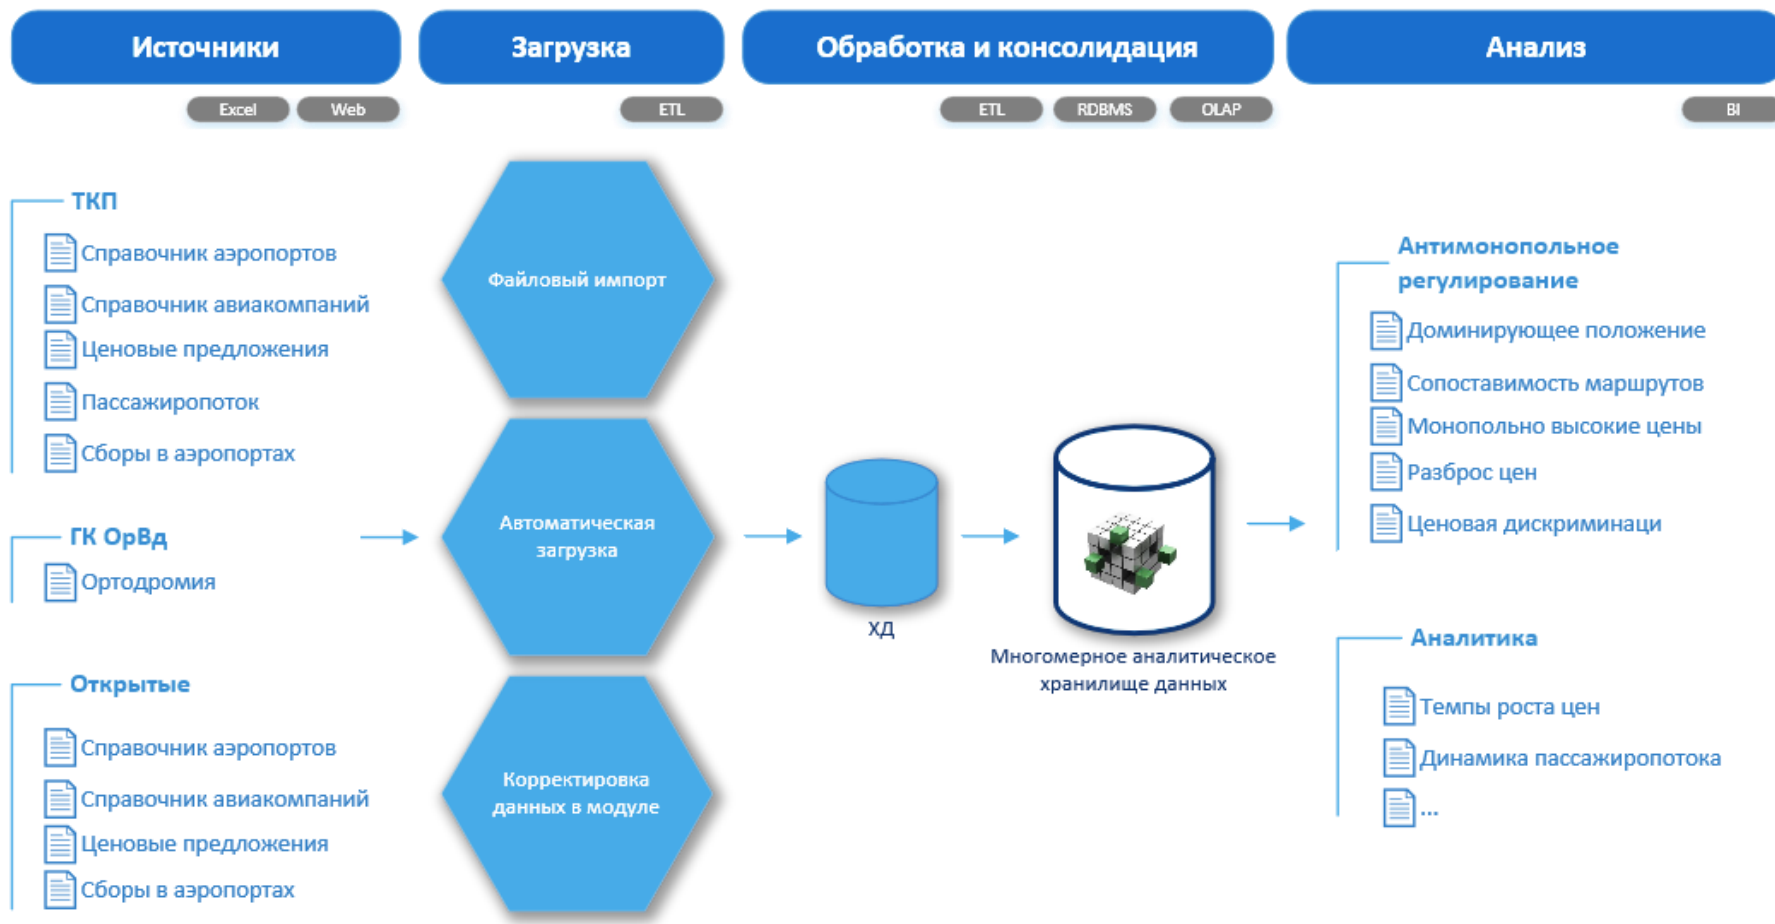 Источники
Загрузка
Обработка и консолидация
Анализ
Excel
Web
ETL
ETL
RDBMS
OLAP
BI
ТКП
Справочник аэропортов
Справочник авиакомпаний
Ценовые предложения
Пассажиропоток
Сборы в аэропортах
ГК ОрВд
Ортодромия
Открытые
Справочник аэропортов
Справочник авиакомпаний
Ценовые предложения
Сборы в аэропортах
Файловый импорт
Автоматическая
загрузка
Корректировка
данных в модуле
ХД
Многомерное аналитическое
хранилище данных
Антимонопольное
регулирование
Доминирующее положение
Сопоставимость маршрутов
Монопольно высокие цены
Разброс цен
Ценовая дискриминаци
Аналитика
Темпы роста цен
Динамика пассажиропотока
...